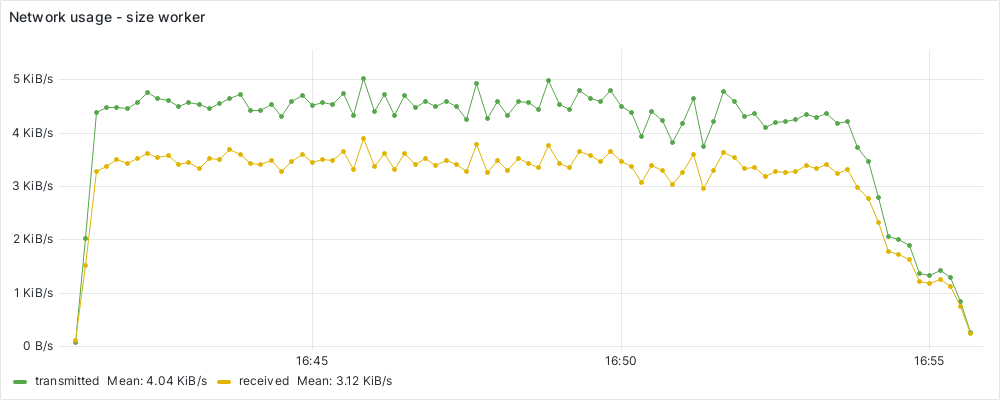 Network usage - size worker
5 KiB/s
4 KiB/s
3 KiB/s
2 KiB/s
1 KiB/s
0 B/s
16:45 16:50 16:55
transmitted Mean: 4.04 KiB/s received Mean: 3.12 KiB/s